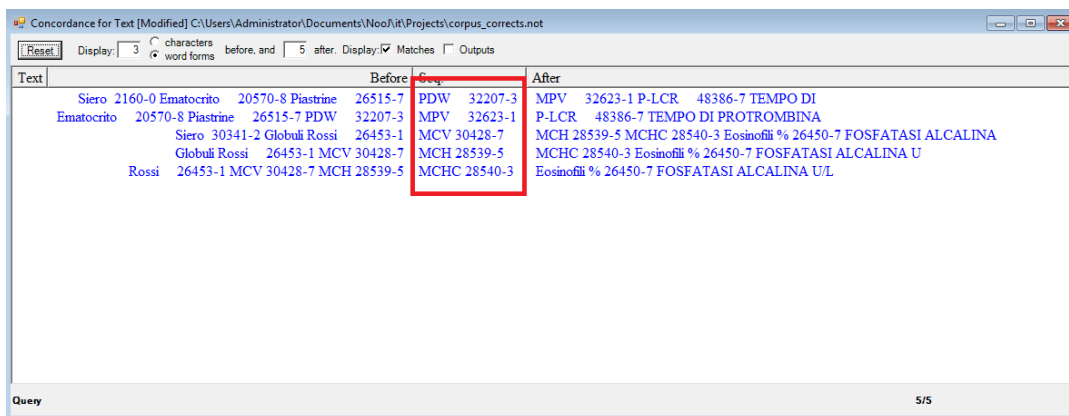 Concordance for Text [Modified] C:\Users\Administrator\Documents\NooJ\it\Projects\corpus_corrects.not
Reset Display: 3 characters word forms before, and 5 after. Display: Matches Outputs
Text Before Seq. After
Siero 2160-0 Ematocrito 20570-8 Piastrine 26515-7 PDW 32207-3 MPV 32623-1 P-LCR 48386-7 TEMPO DI
Ematocrito 20570-8 Piastrine 26515-7 PDW 32207-3 MPV 32623-1 P-LCR 48386-7 TEMPO DI PROTROMBINA
Siero 30341-2 Globuli Rossi 26453-1 MCV 30428-7 MCH 28539-5 MCHC 28540-3 Eosinofili % 26450-7 FOSFATASI ALCALINA
Globuli Rossi 26453-1 MCV 30428-7 MCH 28539-5 MCHC 28540-3 Eosinofili % 26450-7 FOSFATASI ALCALINA U
Rossi 26453-1 MCV 30428-7 MCH 28539-5 MCHC 28540-3 Eosinofili % 26450-7 FOSFATASI ALCALINA U/L
Query 5/5